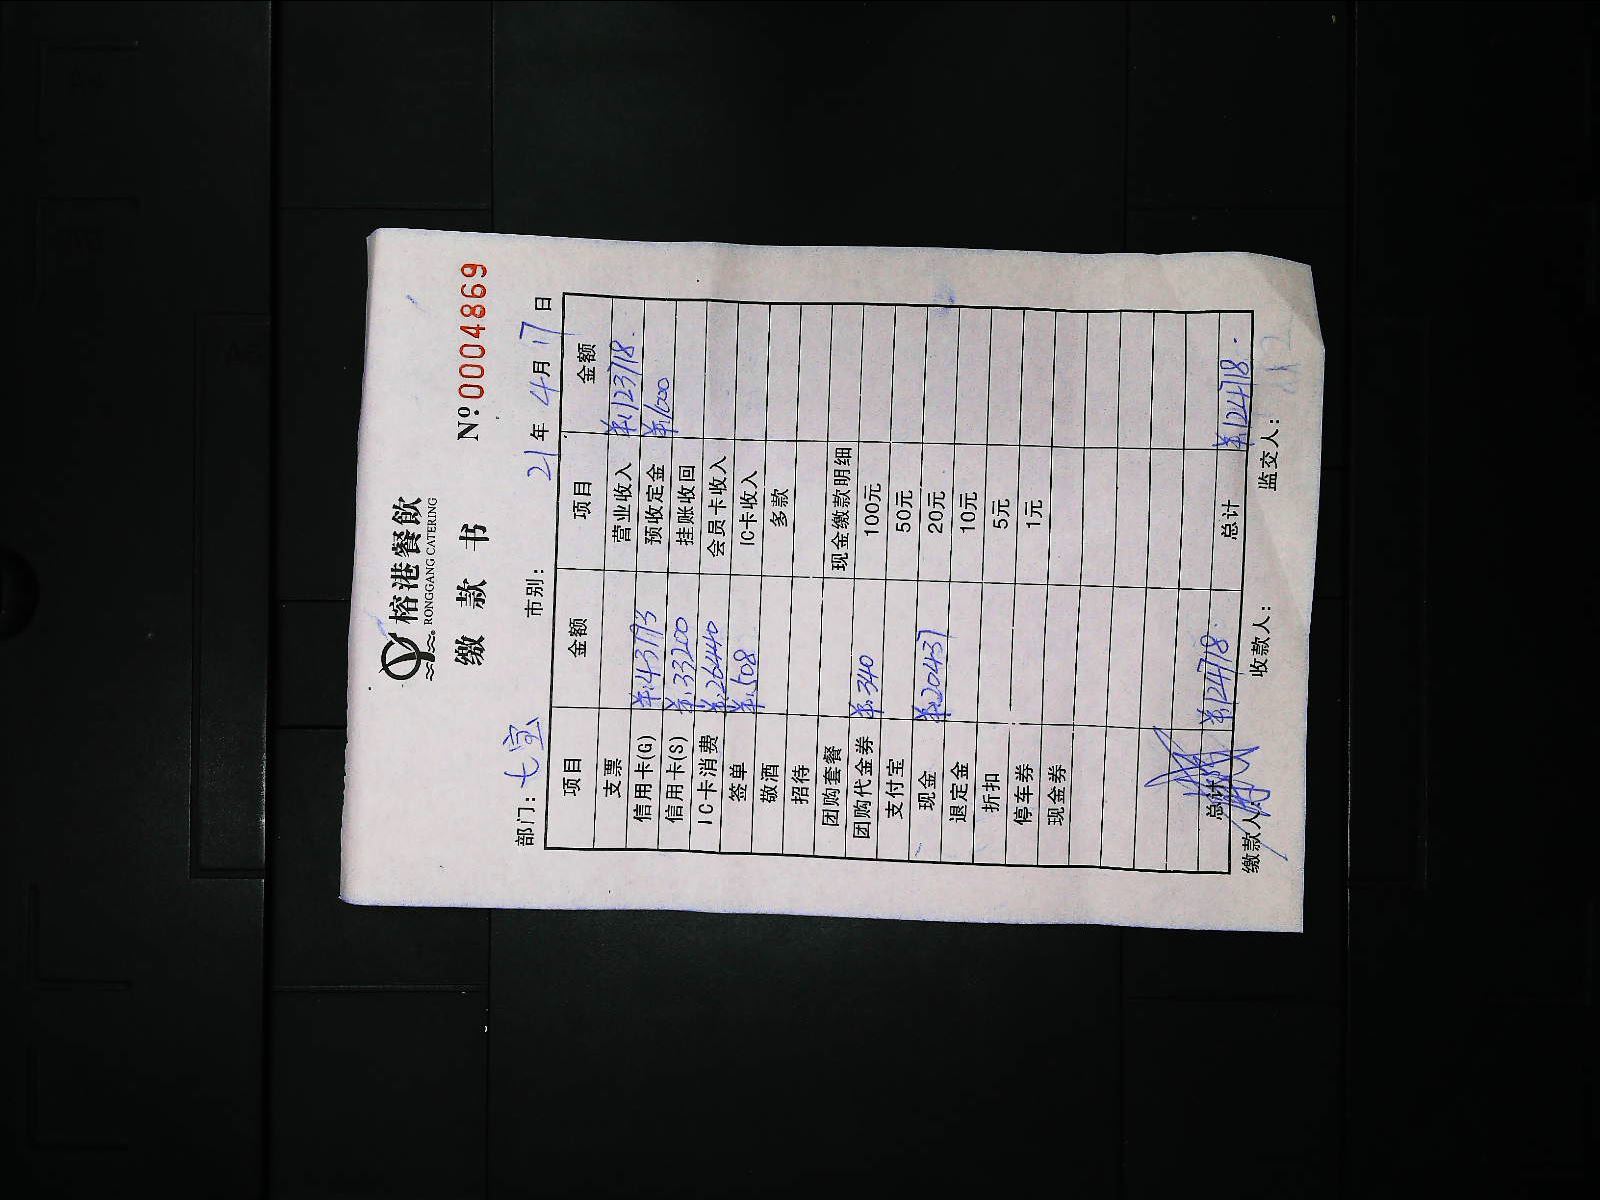 榕港餐飲
RONGGANG CATERING
缴 款 书 Nº:0004869
部门: 七宝 市别: 21年 4月 17日
项目 金额 项目 金额
支票 营业收入 ¥:123718.
信用卡(G) ¥:43793 预收定金 ¥:1000
信用卡(S) ¥:33200 挂账收回
IC卡消费 ¥:26440 会员卡收入
签单 ¥:508 IC卡收入
敬酒 多款
招待
团购套餐 现金缴款明细
团购代金券 ¥:340 100元
支付宝 50元
现金 ¥:20437 20元
退定金 10元
折扣 5元
停车券 1元
现金券
总计 ¥:124718. 总计 ¥:124718.
缴款人: 收款人: 监交人: